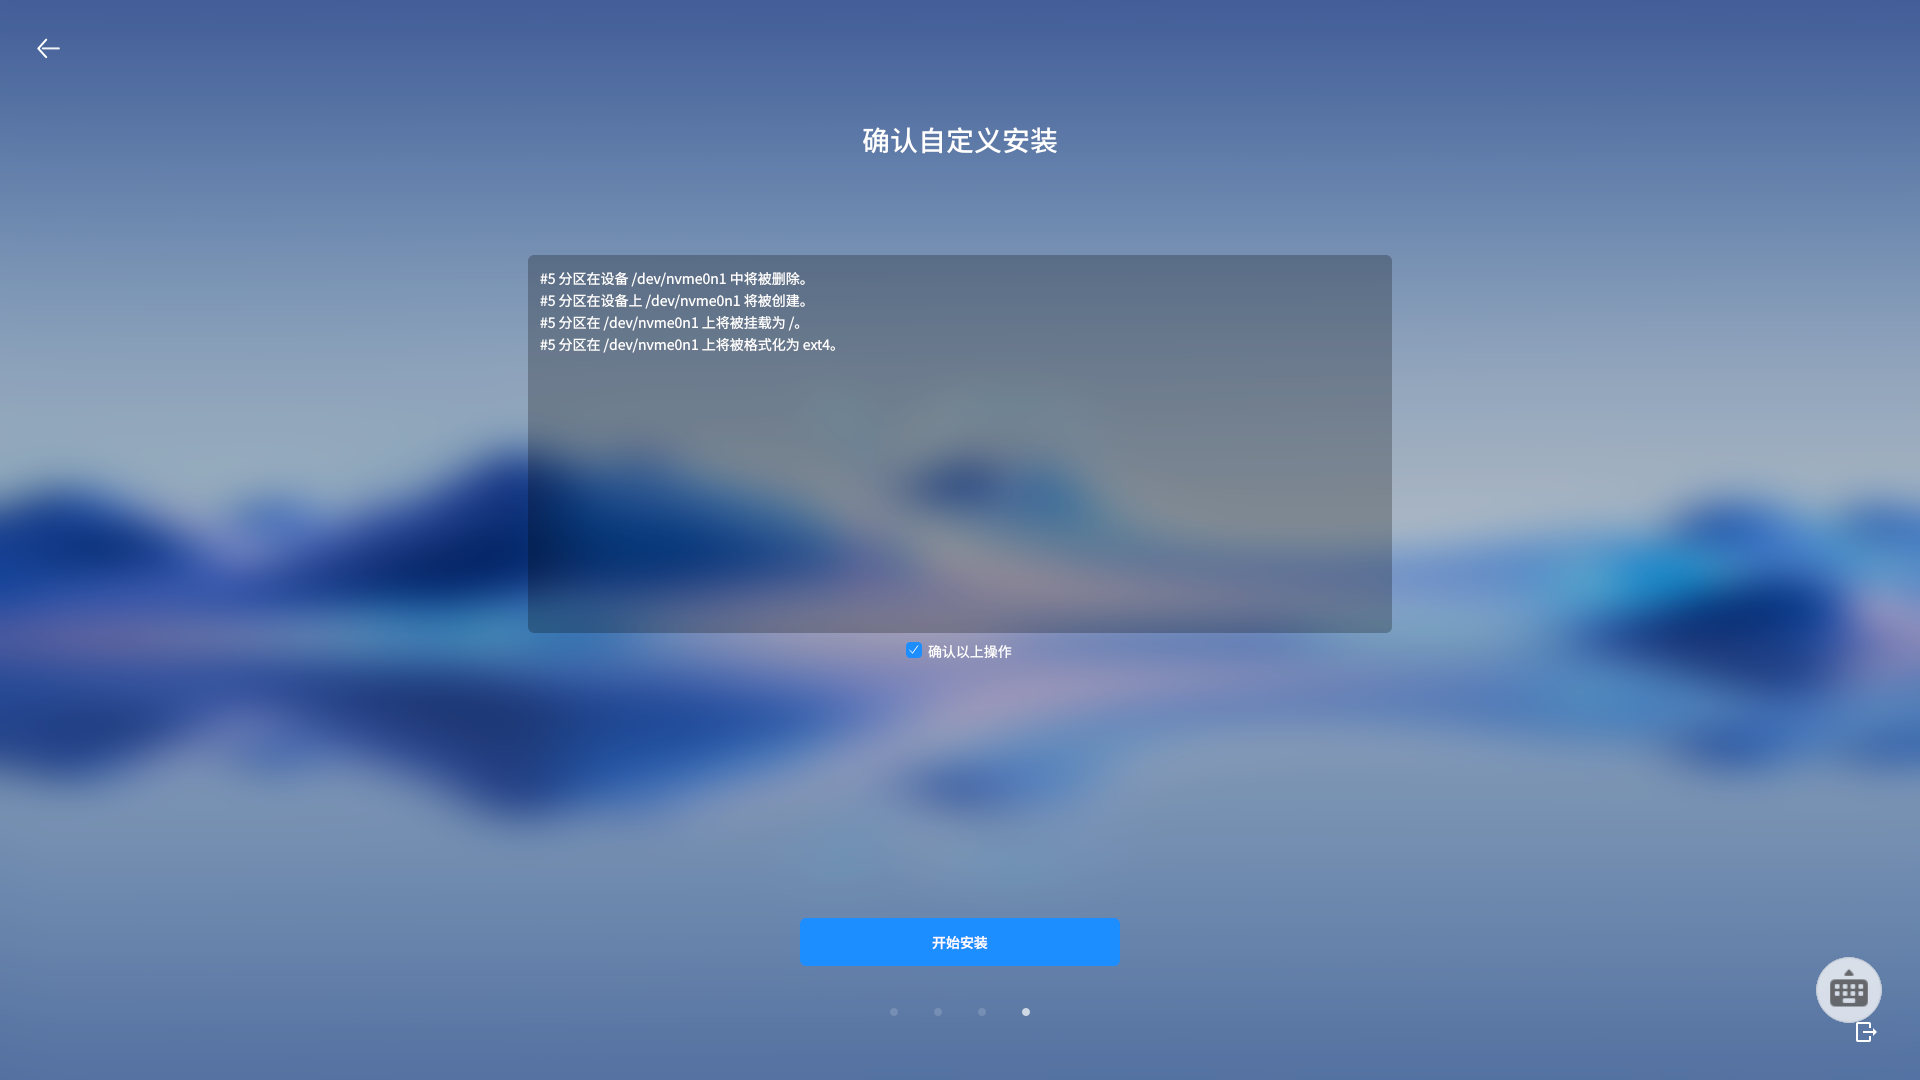 确认自定义安装
#5 分区在设备 /dev/nvme0n1 中将被删除。
#5 分区在设备上 /dev/nvme0n1 将被创建。
#5 分区在 /dev/nvme0n1 上将被挂载为 /。
#5 分区在 /dev/nvme0n1 上将被格式化为 ext4。
确认以上操作
开始安装